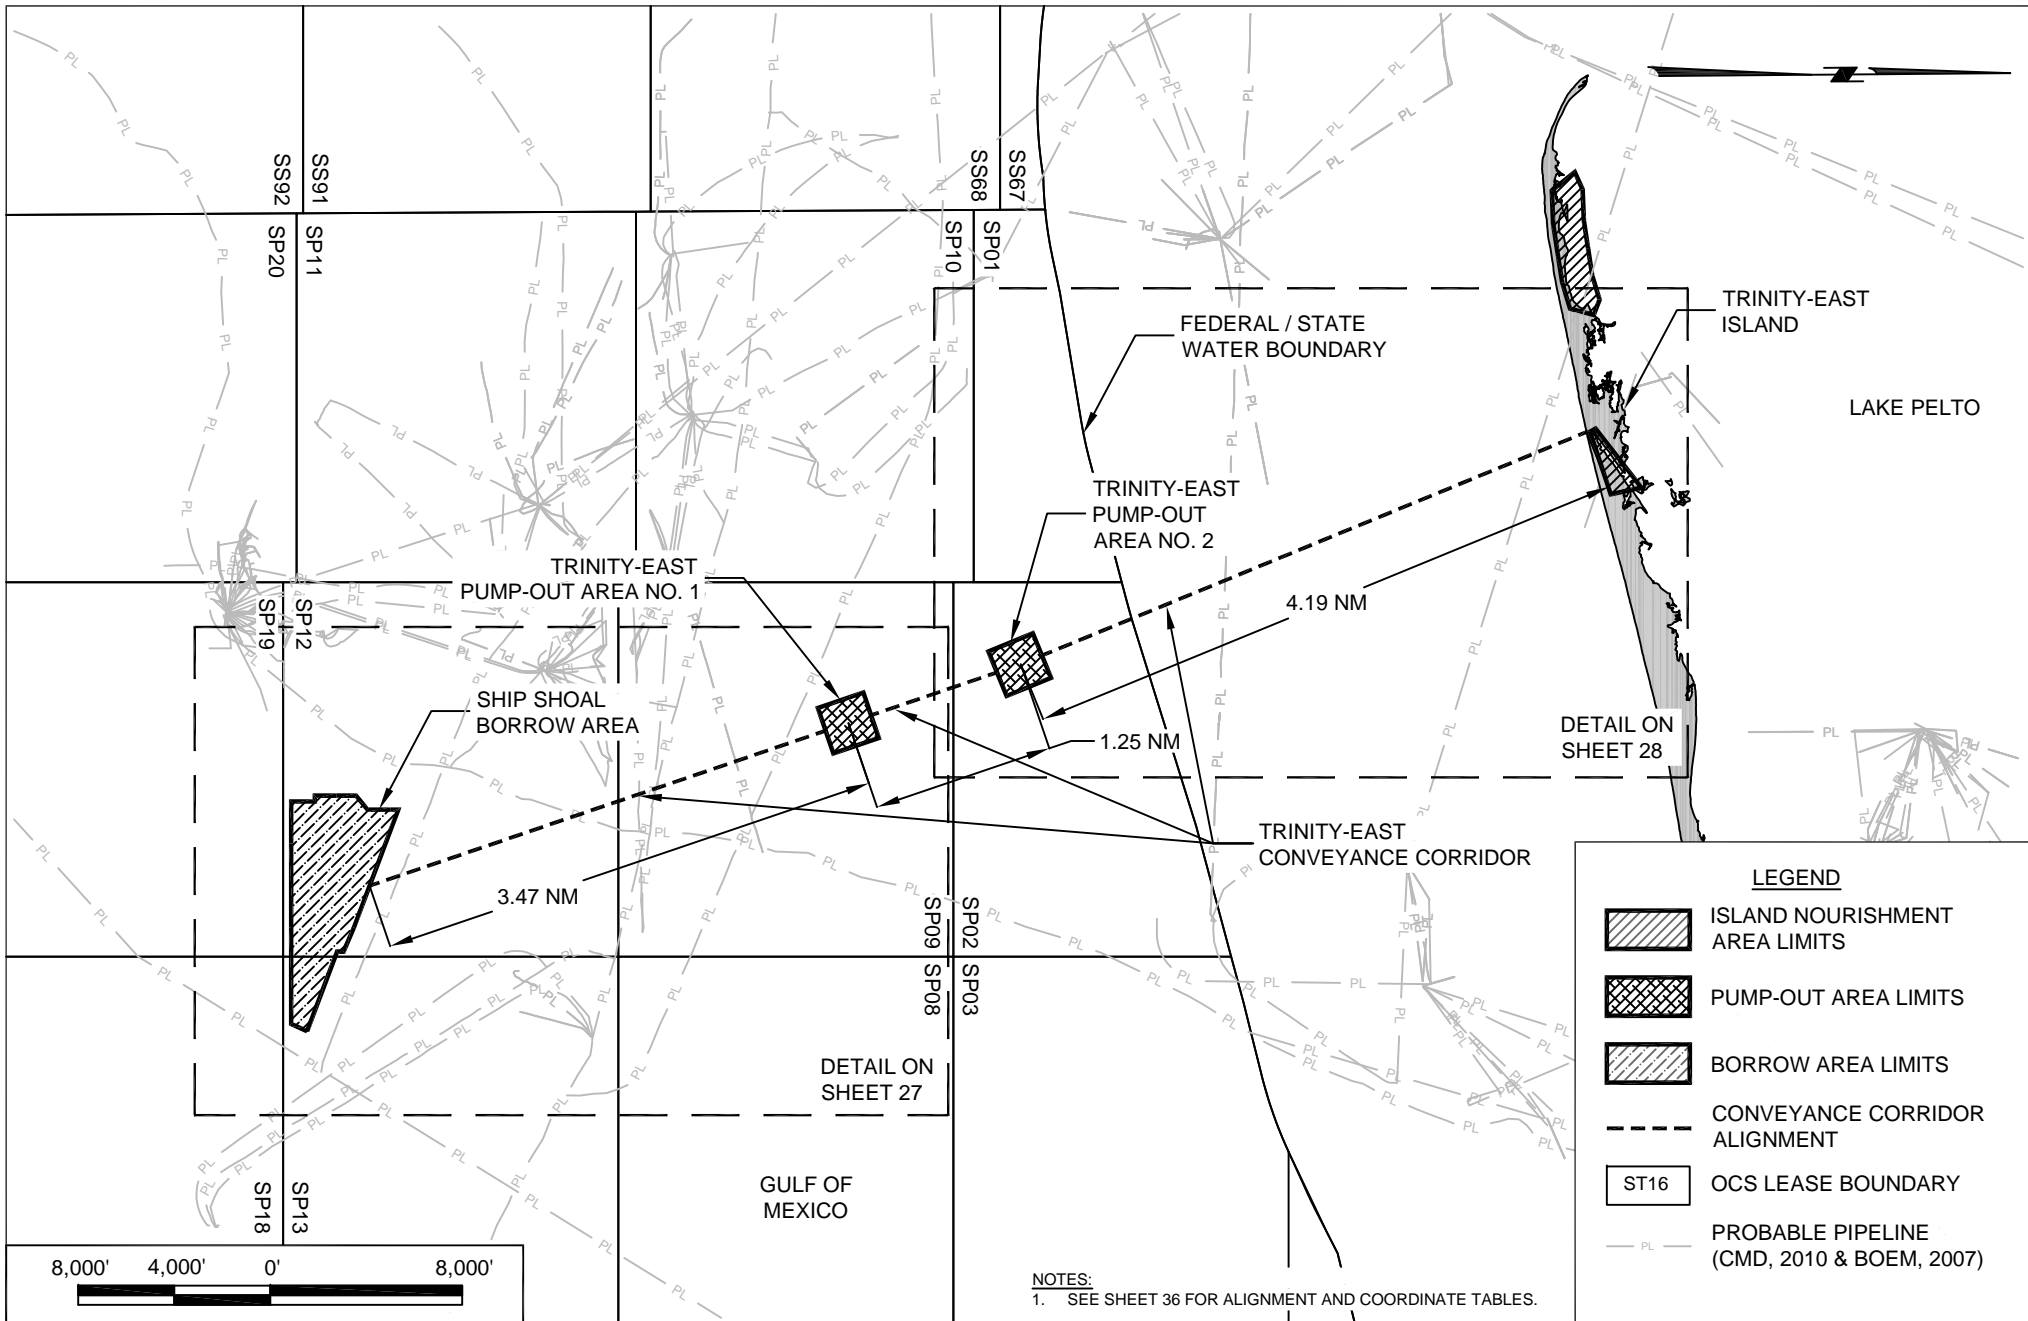 SS92
SS91
SS68
SS67
SP20
SP11
SP10
SP01
FEDERAL / STATE
WATER BOUNDARY
TRINITY-EAST
ISLAND
LAKE PELTO
TRINITY-EAST
PUMP-OUT
AREA NO. 2
TRINITY-EAST
PUMP-OUT AREA NO. 1
4.19 NM
SP19
SP12
SHIP SHOAL
BORROW AREA
1.25 NM
DETAIL ON
SHEET 28
TRINITY-EAST
CONVEYANCE CORRIDOR
3.47 NM
SP09
SP02
SP08
SP03
DETAIL ON
SHEET 27
SP18
SP13
GULF OF
MEXICO
PL
LEGEND
ISLAND NOURISHMENT
AREA LIMITS
PUMP-OUT AREA LIMITS
BORROW AREA LIMITS
CONVEYANCE CORRIDOR
ALIGNMENT
ST16
OCS LEASE BOUNDARY
PL
PROBABLE PIPELINE
(CMD, 2010 & BOEM, 2007)
8,000' 4,000' 0' 8,000'
NOTES:
1. SEE SHEET 36 FOR ALIGNMENT AND COORDINATE TABLES.